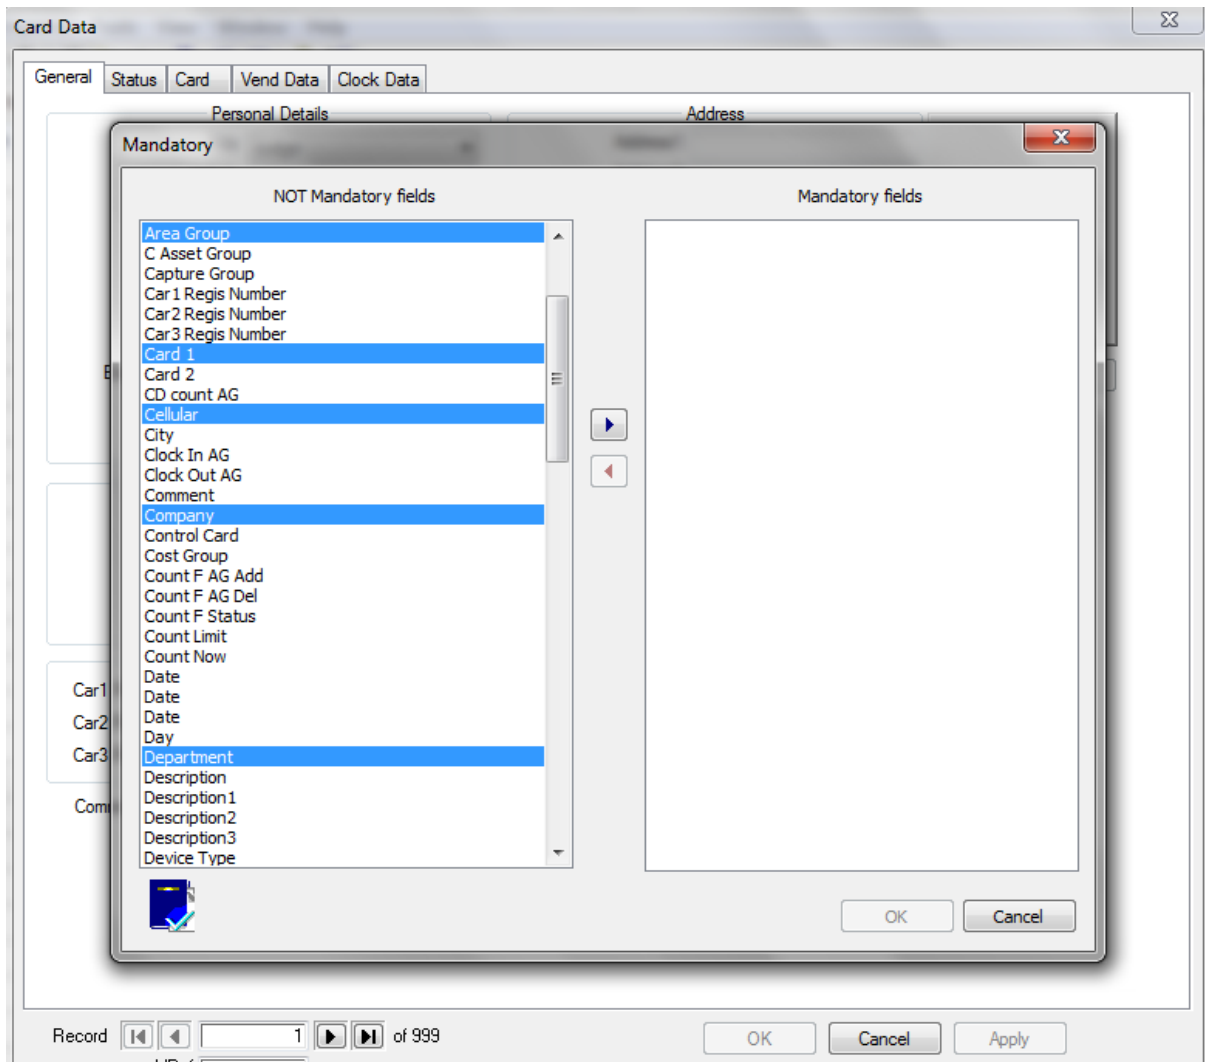 Card Data
General Status Card Vend Data Clock Data
Personal Details Address
Mandatory
NOT Mandatory fields Mandatory fields
Area Group
C Asset Group
Capture Group
Car1 Regis Number
Car2 Regis Number
Car3 Regis Number
Card 1
Card 2
CD count AG
Cellular
City
Clock In AG
Clock Out AG
Comment
Company
Control Card
Cost Group
Count F AG Add
Count F AG Del
Count F Status
Count Limit
Count Now
Date
Date
Date
Day
Department
Description
Description1
Description2
Description3
Device Type
OK Cancel
Car1
Car2
Car3
Record 1 of 999
OK Cancel Apply